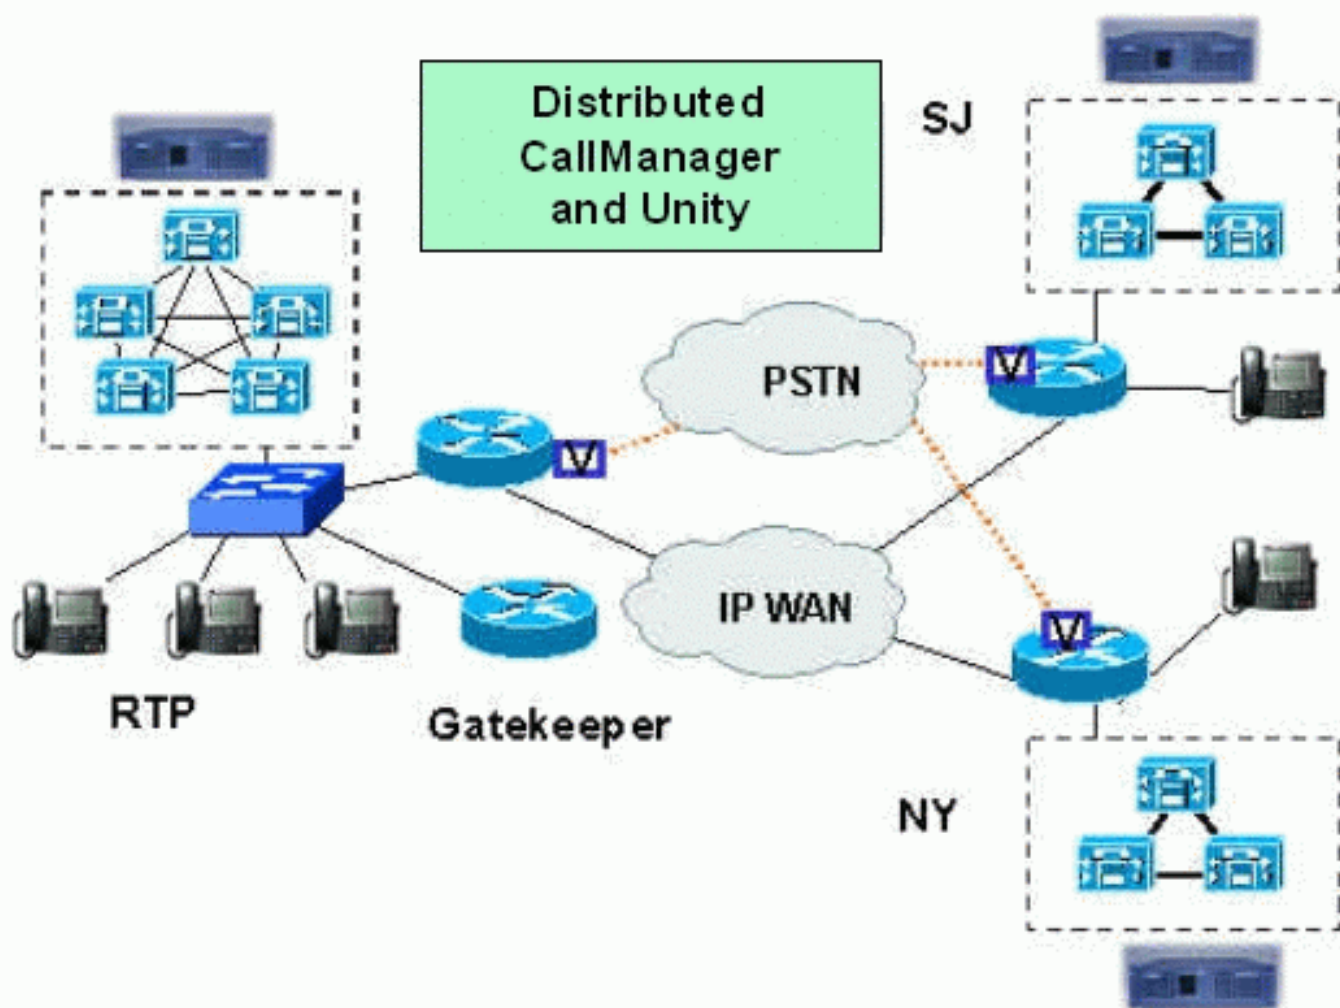 Distributed
CallManager
and Unity
SJ
PSTN
V
V
IP WAN
V
RTP
Gatekeeper
NY